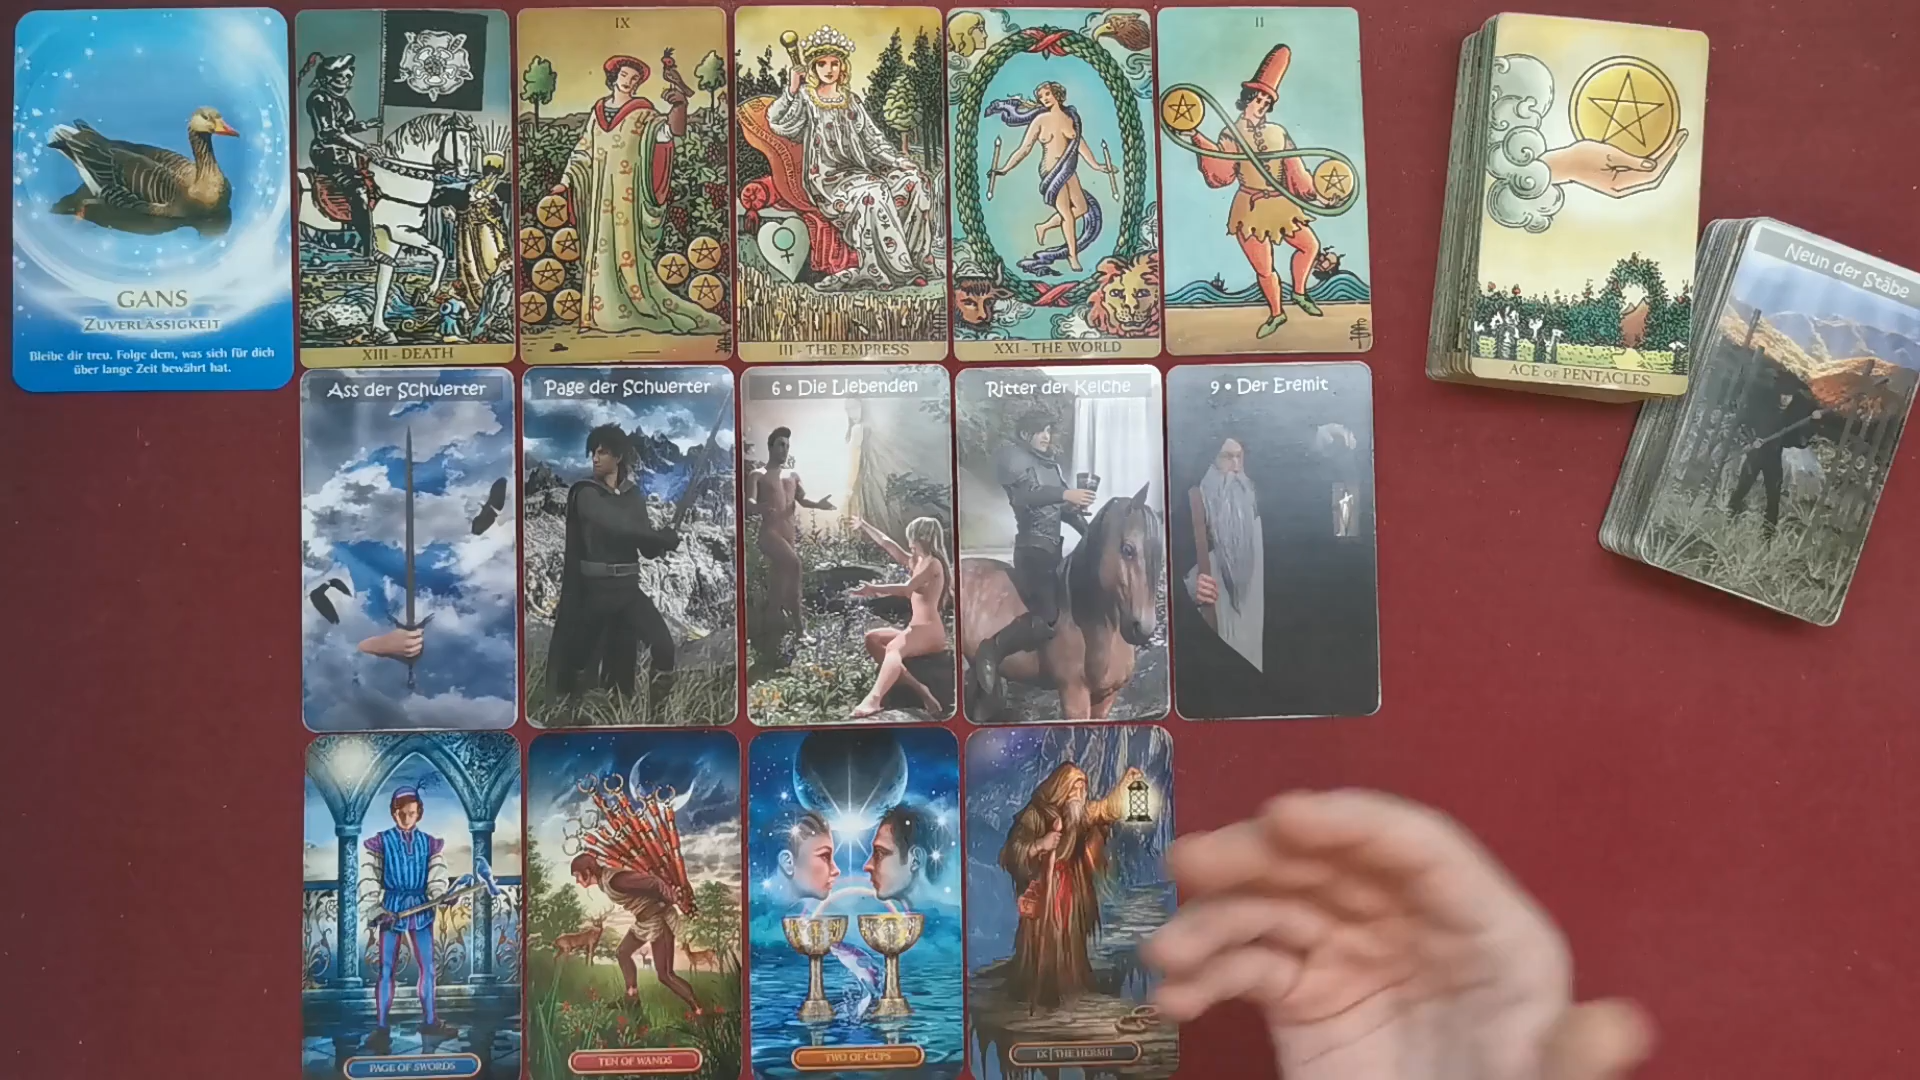 GANS
ZUVERLÄSSIGKEIT
Bleibe dir treu. Folge dem, was sich für dich
über lange Zeit bewährt hat.
XIII - DEATH
IX
III - THE EMPRESS
XXI - THE WORLD
II
ACE OF PENTACLES
Neun der Stäbe
Ass der Schwerter
Page der Schwerter
6 • Die Liebenden
Ritter der Kelche
9 • Der Eremit
PAGE OF SWORDS
TEN OF WANDS
TWO OF CUPS
IX THE HERMIT